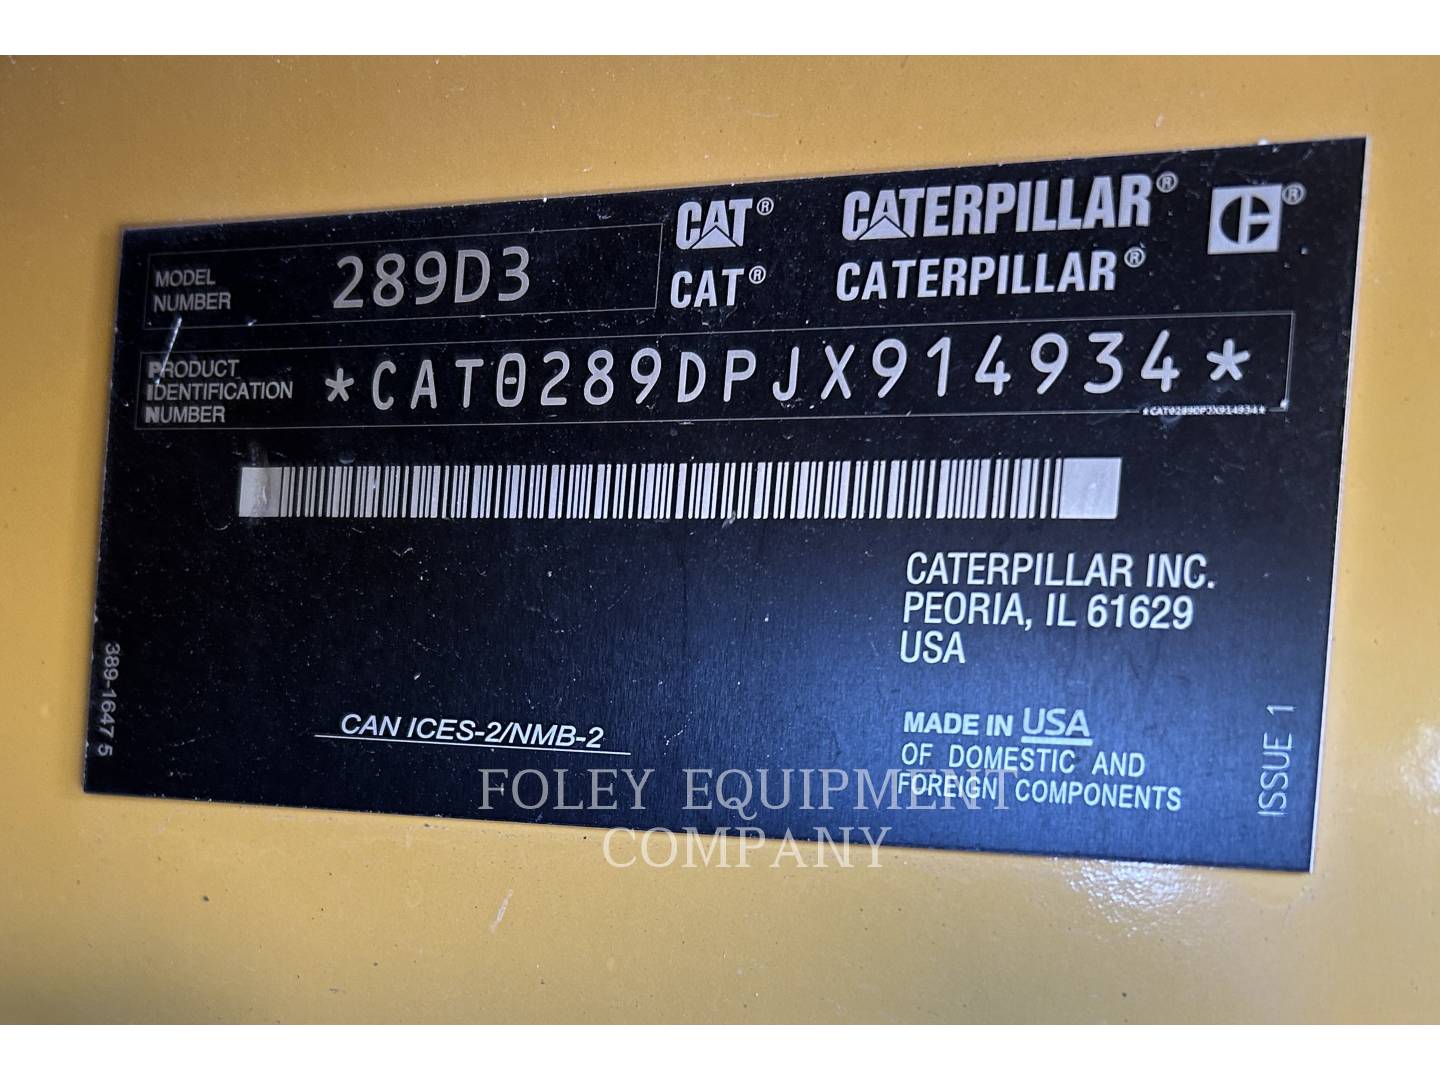 MODEL
NUMBER
289D3
CAT® CATERPILLAR®
CAT® CATERPILLAR®
PRODUCT
IDENTIFICATION
NUMBER
*CAT0289DPJX914934*
*CAT0289DPJX914934*
CATERPILLAR INC.
PEORIA, IL 61629
USA
389-1647 5
CAN ICES-2/NMB-2
MADE IN USA
OF DOMESTIC AND
FOREIGN COMPONENTS
ISSUE 1
FOLEY EQUIPMENT
COMPANY